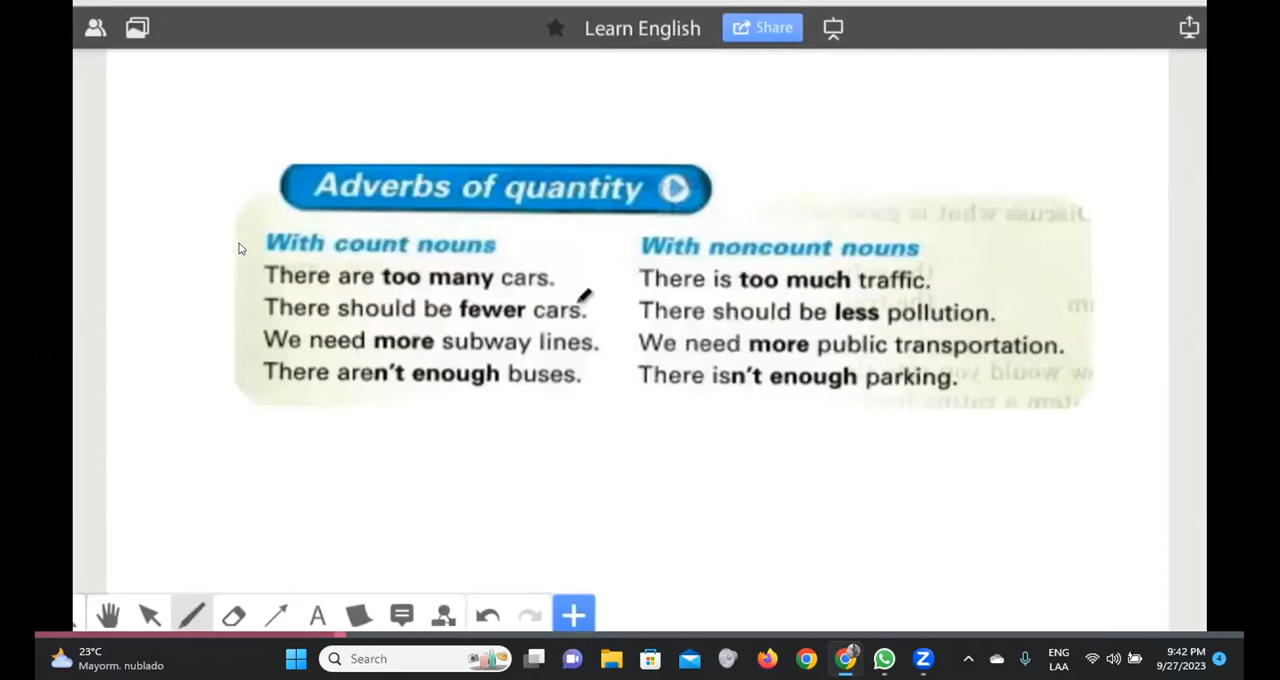 Learn English
Share
Adverbs of quantity
With count nouns
There are too many cars.
There should be fewer cars.
We need more subway lines.
There aren't enough buses.
With noncount nouns
There is too much traffic.
There should be less pollution.
We need more public transportation.
There isn't enough parking.
A
23°C
Mayorm. nublado
Search
ENG
LAA
9:42 PM
9/27/2023
4